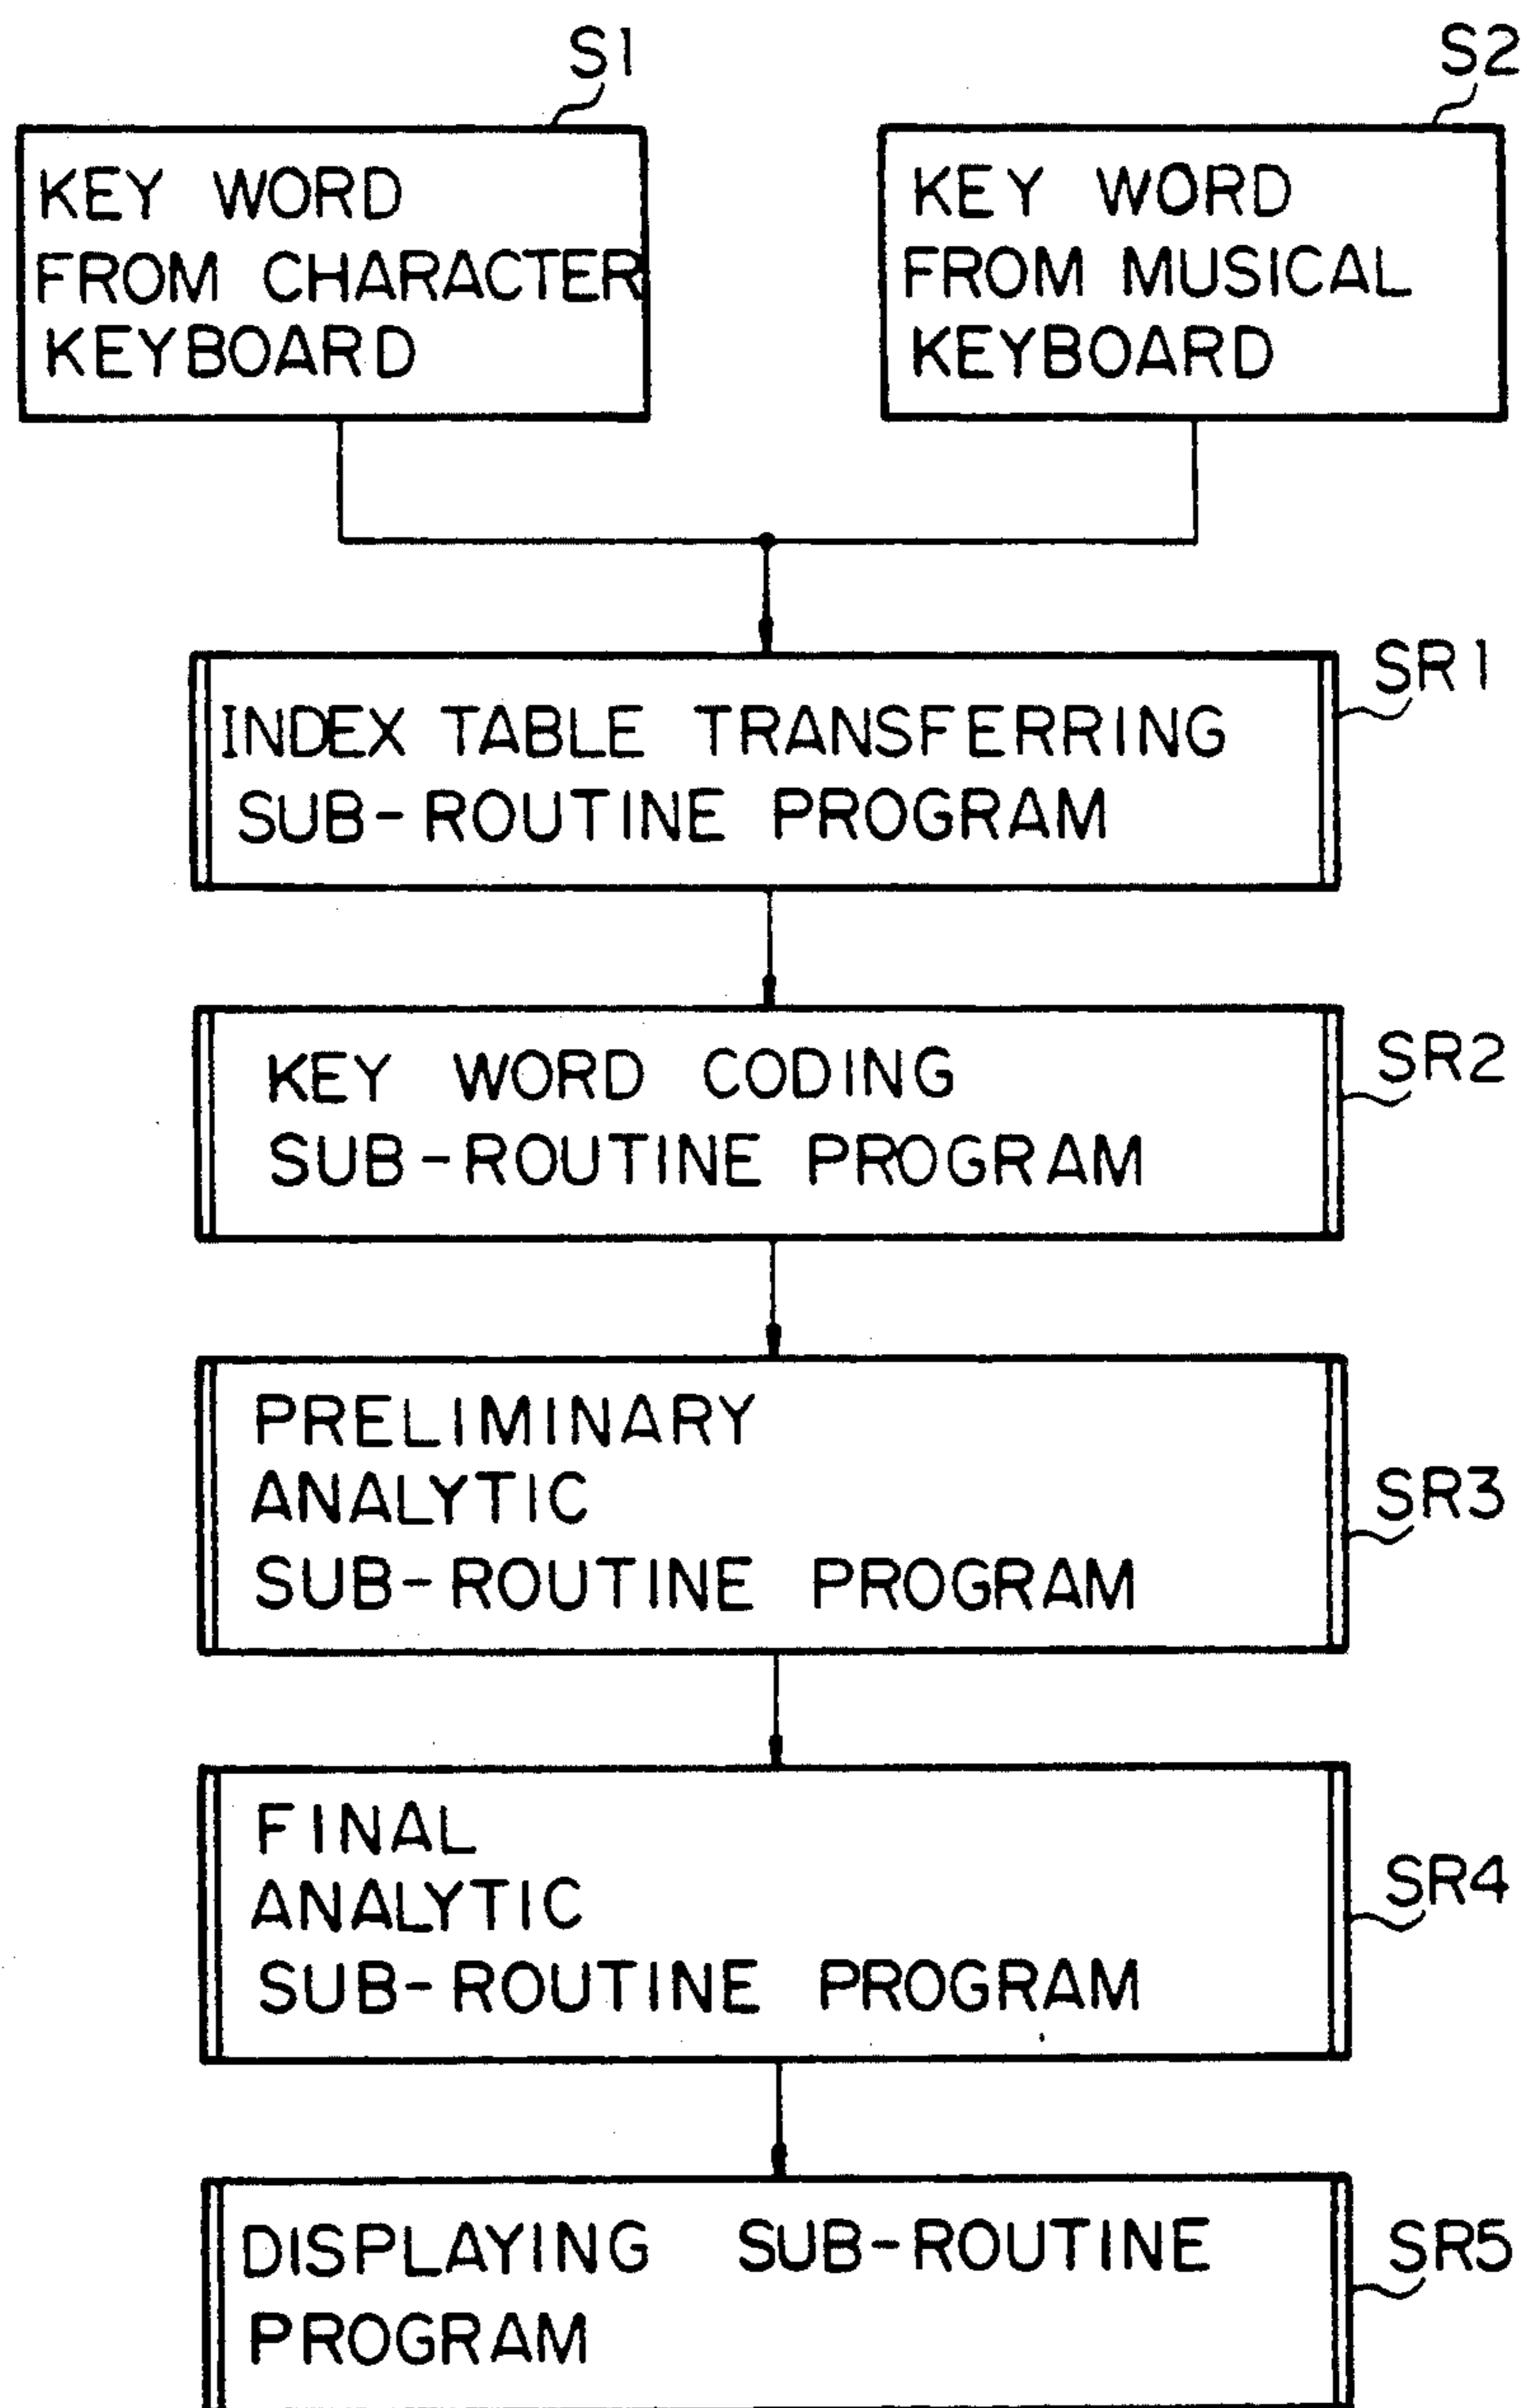 S1
KEY WORD
FROM CHARACTER
KEYBOARD
S2
KEY WORD
FROM MUSICAL
KEYBOARD
SR1
INDEX TABLE TRANSFERRING
SUB-ROUTINE PROGRAM
SR2
KEY WORD CODING
SUB-ROUTINE PROGRAM
SR3
PRELIMINARY
ANALYTIC
SUB-ROUTINE PROGRAM
SR4
FINAL
ANALYTIC
SUB-ROUTINE PROGRAM
SR5
DISPLAYING SUB-ROUTINE
PROGRAM